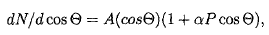 dN/d cos Θ = A(cosΘ)(1 + αP cos Θ),